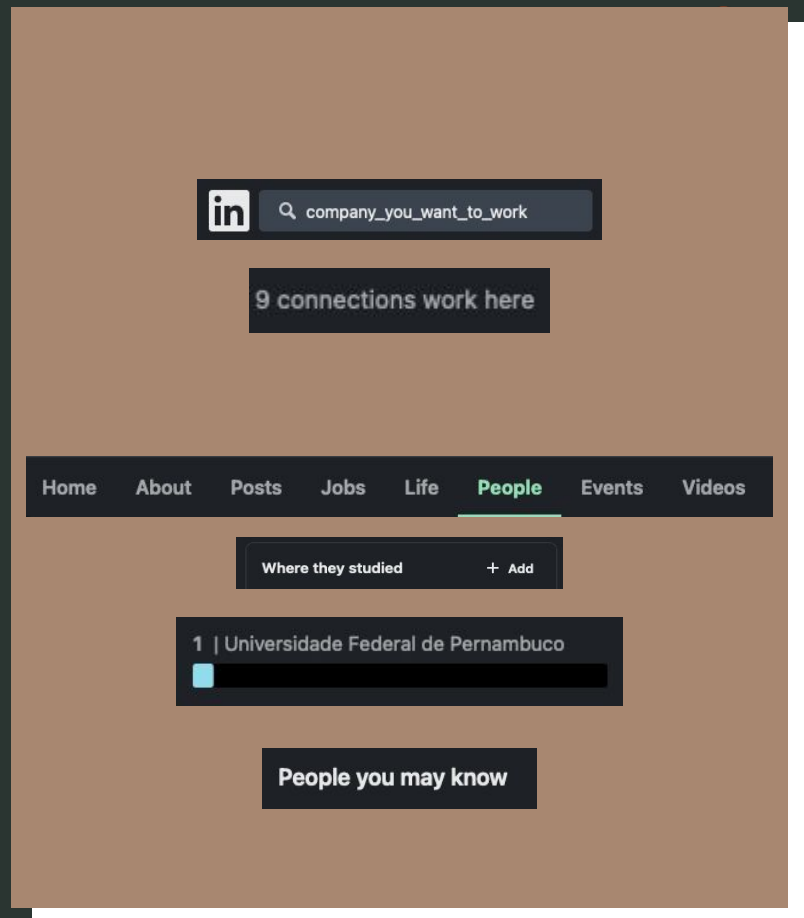 in company_you_want_to_work
9 connections work here
Home About Posts Jobs Life People Events Videos
Where they studied + Add
1 | Universidade Federal de Pernambuco
People you may know